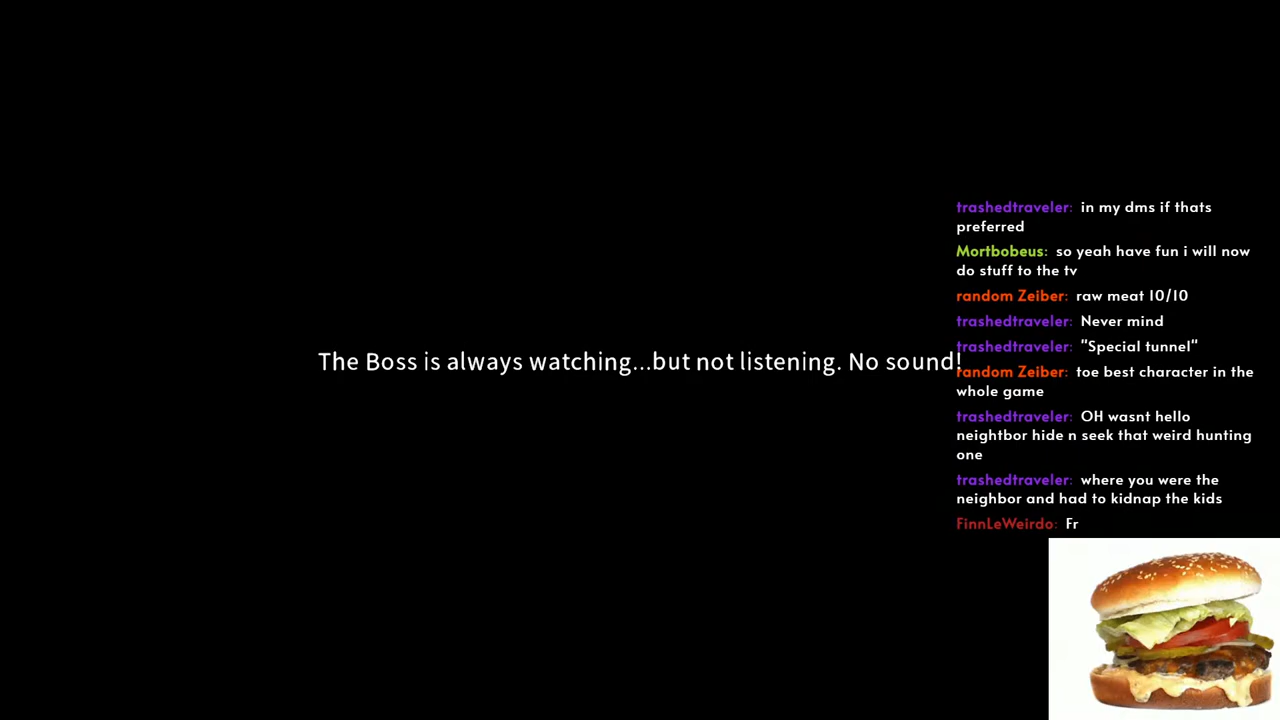 The Boss is always watching...but not listening. No sound!
trashedtraveler: in my dms if thats
preferred
Mortbobeus: so yeah have fun i will now
do stuff to the tv
random Zeiber: raw meat 10/10
trashedtraveler: Never mind
trashedtraveler: "Special tunnel"
random Zeiber: toe best character in the
whole game
trashedtraveler: OH wasnt hello
neightbor hide n seek that weird hunting
one
trashedtraveler: where you were the
neighbor and had to kidnap the kids
FinnLeWeirdo: Fr